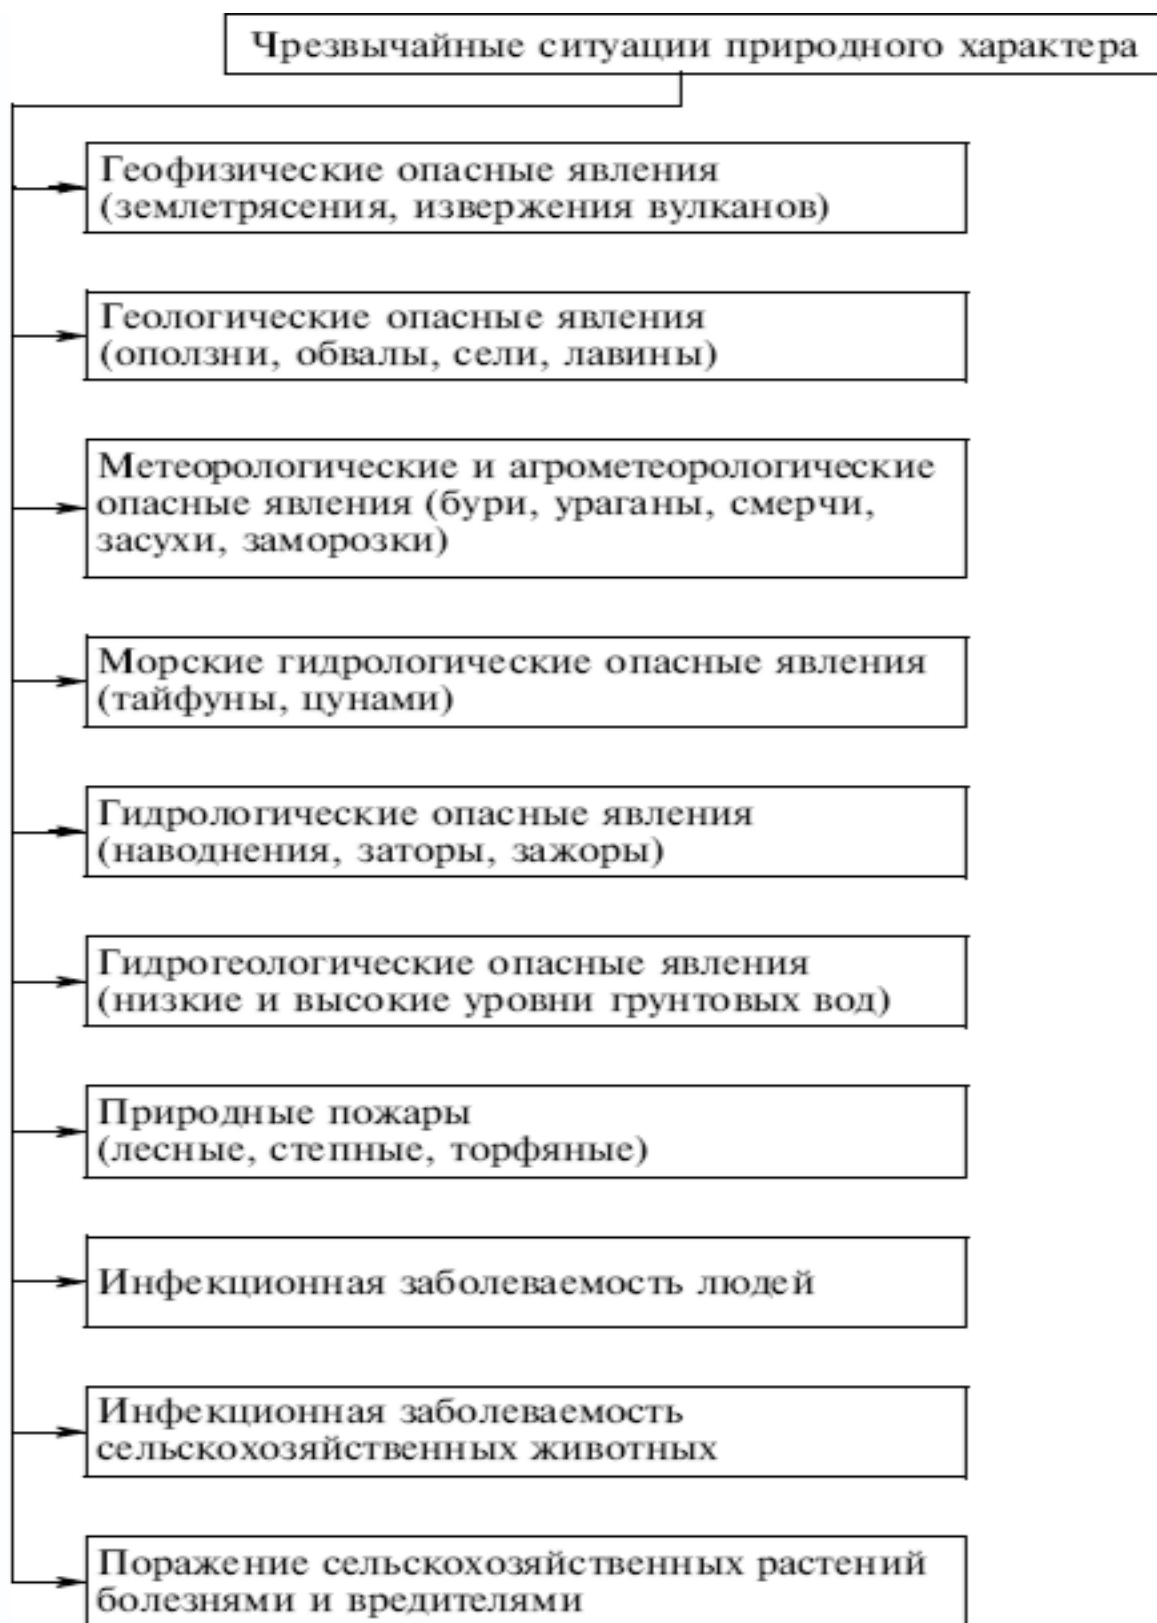 Чрезвычайные ситуации природного характера
Геофизические опасные явления
(землетрясения, извержения вулканов)
Геологические опасные явления
(оползни, обвалы, сели, лавины)
Метеорологические и агрометеорологические
опасные явления (бури, ураганы, смерчи,
засухи, заморозки)
Морские гидрологические опасные явления
(тайфуны, цунами)
Гидрологические опасные явления
(наводнения, заторы, зажоры)
Гидрогеологические опасные явления
(низкие и высокие уровни грунтовых вод)
Природные пожары
(лесные, степные, торфяные)
Инфекционная заболеваемость людей
Инфекционная заболеваемость
сельскохозяйственных животных
Поражение сельскохозяйственных растений
болезнями и вредителями